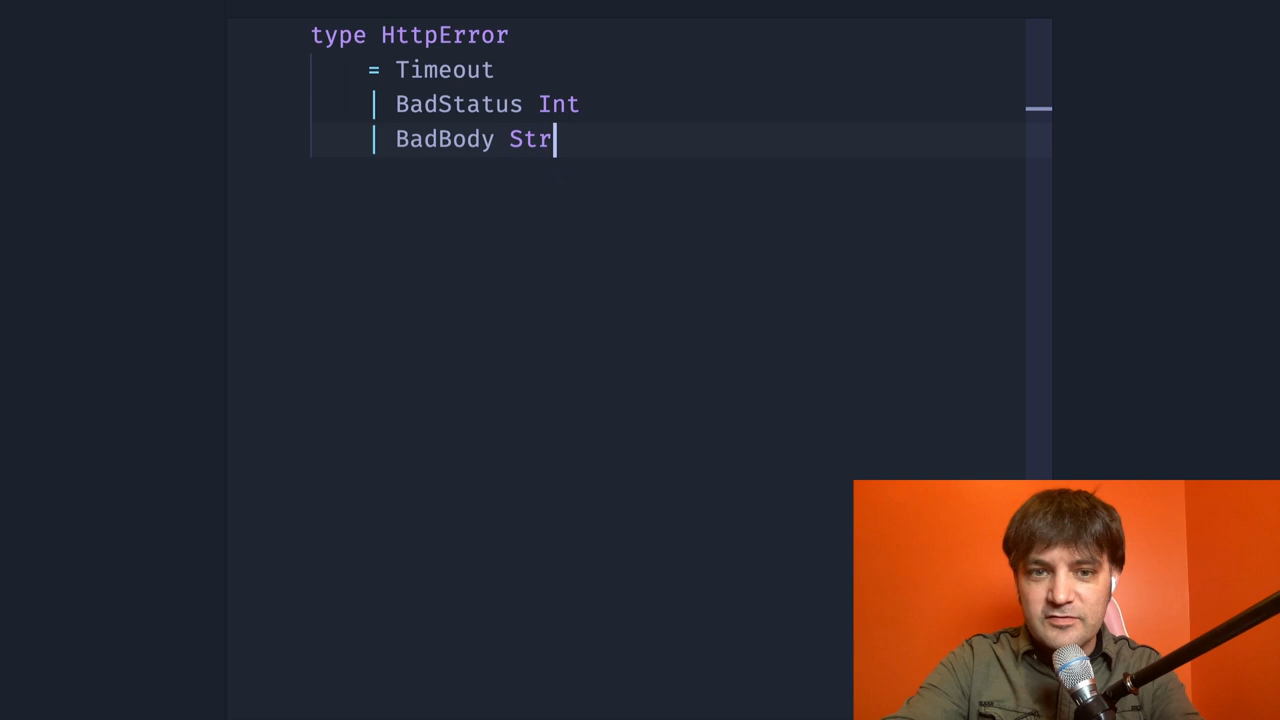 type HttpError
= Timeout
| BadStatus Int
| BadBody Str